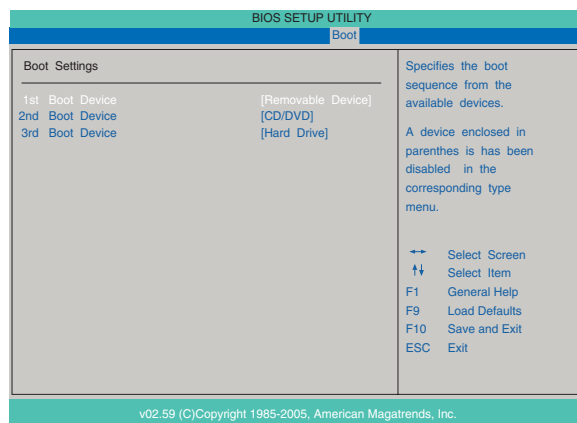 BIOS SETUP UTILITY
Boot
Boot Settings
1st Boot Device [Removable Device]
2nd Boot Device [CD/DVD]
3rd Boot Device [Hard Drive]
Specifies the boot
sequence from the
available devices.
A device enclosed in
parenthes is has been
disabled in the
corresponding type
menu.
↔ Select Screen
↑↓ Select Item
F1 General Help
F9 Load Defaults
F10 Save and Exit
ESC Exit
v02.59 (C)Copyright 1985-2005, American Magatrends, Inc.